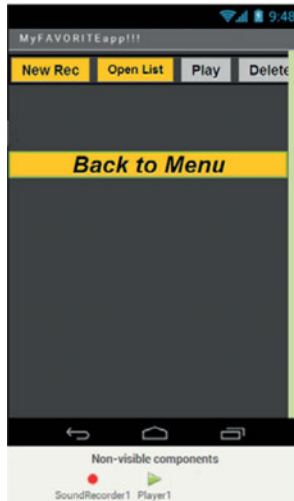 9:48
MyFAVORITEapp!!!
New Rec Open List Play Delete
Back to Menu
Non-visible components
SoundRecorder1 Player1